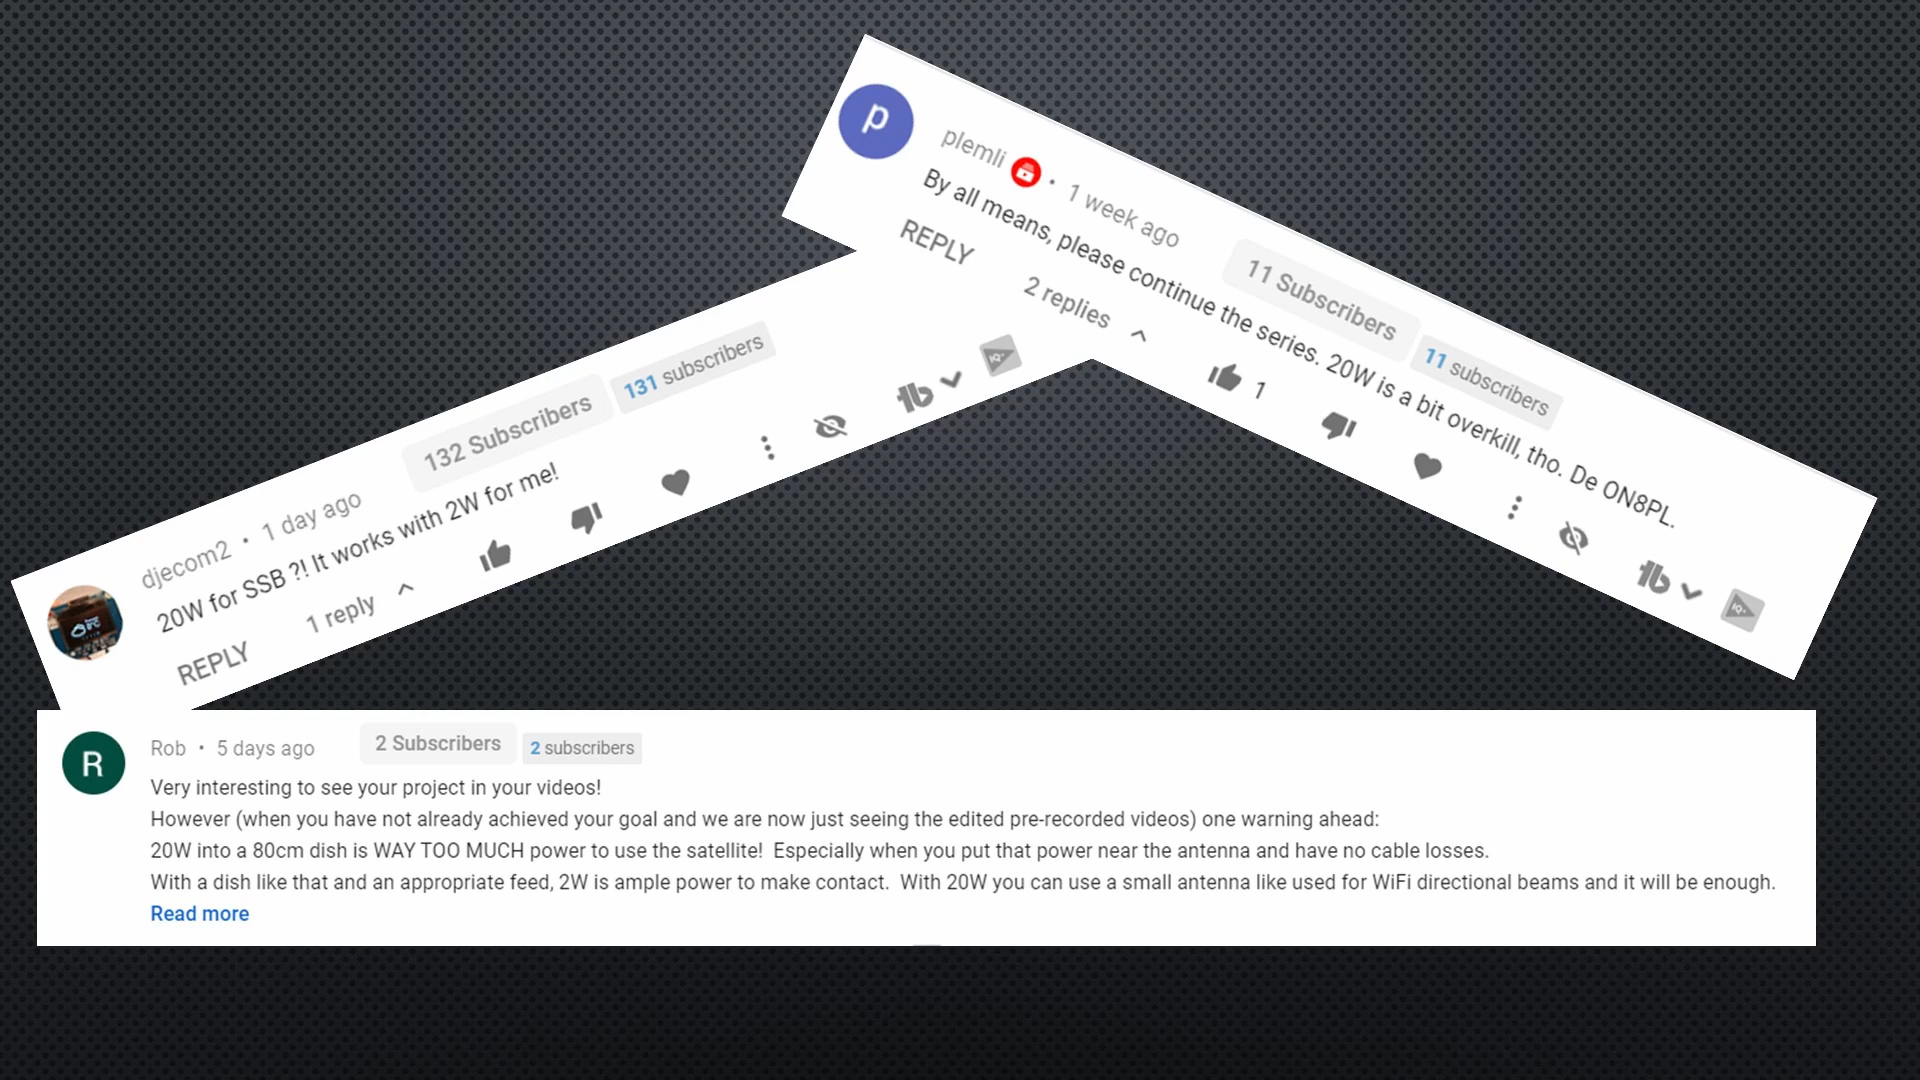 p
plemli • 1 week ago 11 Subscribers 11 subscribers
By all means, please continue the series. 20W is a bit overkill, tho. De ON8PL.
REPLY 2 replies 1
djecom2 • 1 day ago 132 Subscribers 131 subscribers
20W for SSB ?! It works with 2W for me!
REPLY 1 reply
R
Rob • 5 days ago 2 Subscribers 2 subscribers
Very interesting to see your project in your videos!
However (when you have not already achieved your goal and we are now just seeing the edited pre-recorded videos) one warning ahead:
20W into a 80cm dish is WAY TOO MUCH power to use the satellite!  Especially when you put that power near the antenna and have no cable losses.
With a dish like that and an appropriate feed, 2W is ample power to make contact.  With 20W you can use a small antenna like used for WiFi directional beams and it will be enough.
Read more